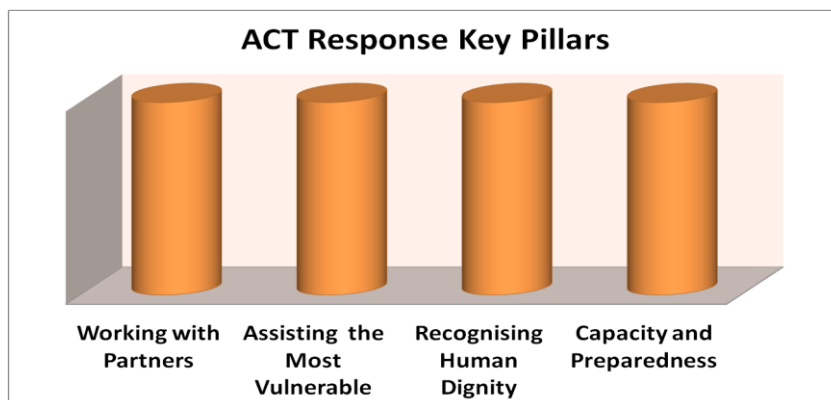 ACT Response Key Pillars
Working with
Partners
Assisting the
Most
Vulnerable
Recognising
Human
Dignity
Capacity and
Preparedness